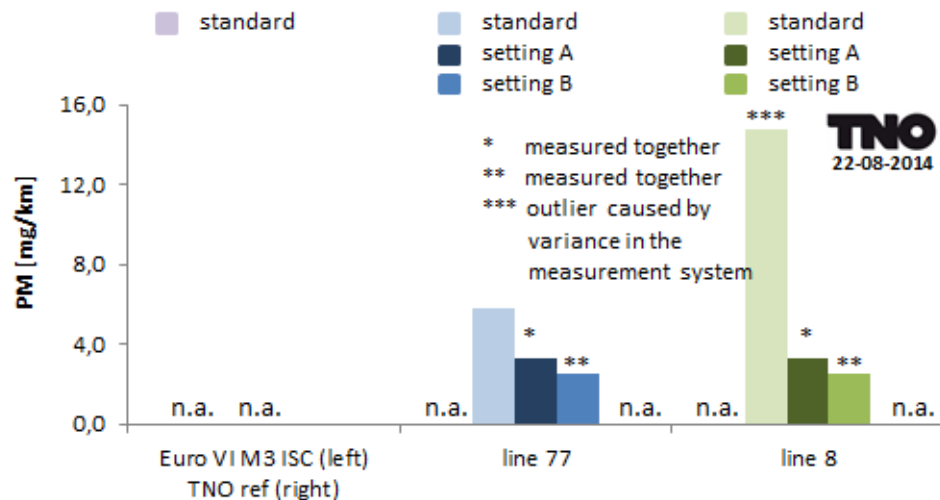 standard standard standard
setting A setting A
setting B setting B
16,0
12,0
8,0
4,0
0,0
PM [mg/km]
* measured together
** measured together
*** outlier caused by
variance in the
measurement system
***
TNO
22-08-2014
* **
* **
n.a. n.a. n.a. n.a. n.a. n.a.
Euro VI M3 ISC (left) line 77 line 8
TNO ref (right)